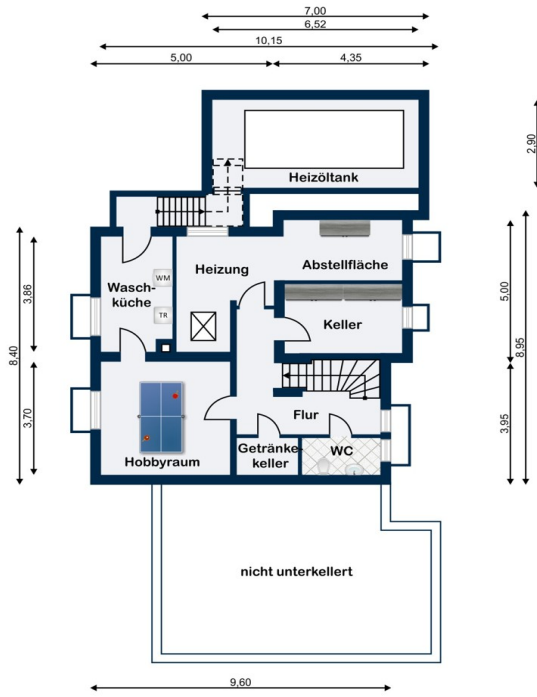 7,00
6,52
10,15
5,00
4,35
2,90
Heizöltank
8,40
3,86
3,70
Wasch-
küche
WM
TR
Heizung
Abstellfläche
Keller
5,00
8,95
3,95
Hobbyraum
Flur
Getränke-
keller
WC
nicht unterkellert
9,60